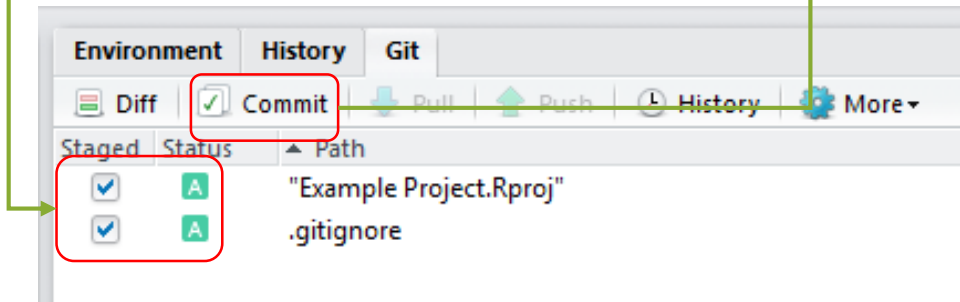 Environment History Git
Diff Commit Pull Push History More
Staged Status Path
A "Example Project.Rproj"
A .gitignore